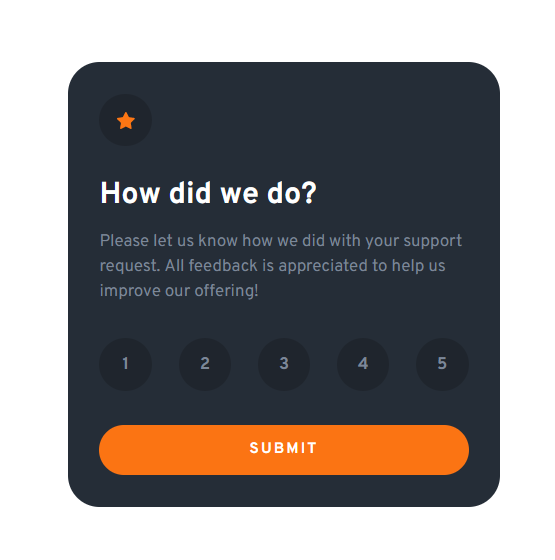 How did we do?
Please let us know how we did with your support
request. All feedback is appreciated to help us
improve our offering!
1 2 3 4 5
SUBMIT